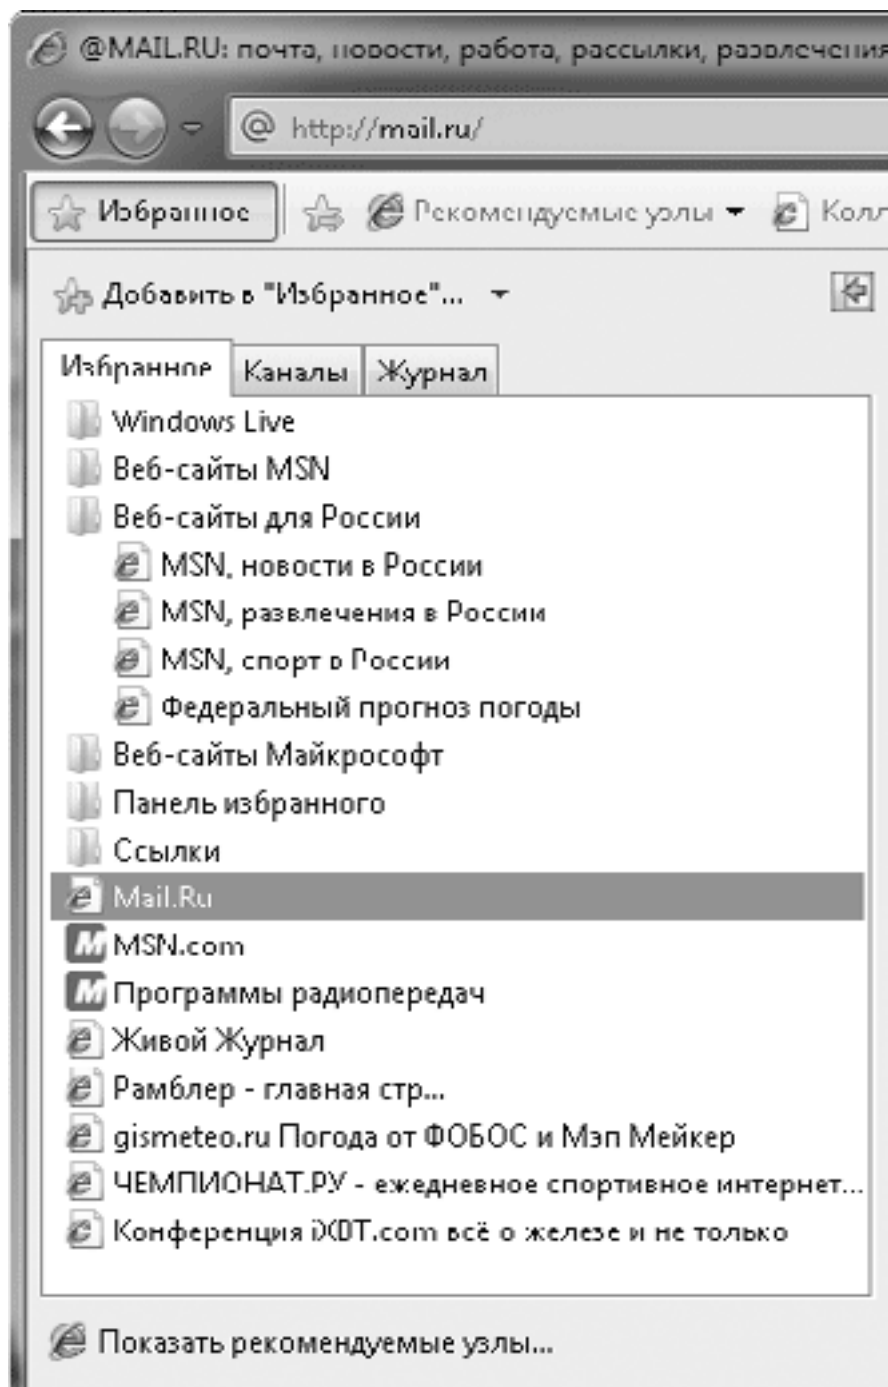 @MAIL.RU: почта, новости, работа, рассылки, развлечения
@ http://mail.ru/
Избранное Рекомендуемые узлы Колл
Добавить в "Избранное"...
Избранное Каналы Журнал
Windows Live
Веб-сайты MSN
Веб-сайты для России
MSN, новости в России
MSN, развлечения в России
MSN, спорт в России
Федеральный прогноз погоды
Веб-сайты Майкрософт
Панель избранного
Ссылки
Mail.Ru
MSN.com
Программы радиопередач
Живой Журнал
Рамблер - главная стр...
gismeteo.ru Погода от ФОБОС и Мэп Мейкер
ЧЕМПИОНАТ.РУ - ежедневное спортивное интернет...
Конференция iXBT.com всё о железе и не только
Показать рекомендуемые узлы...